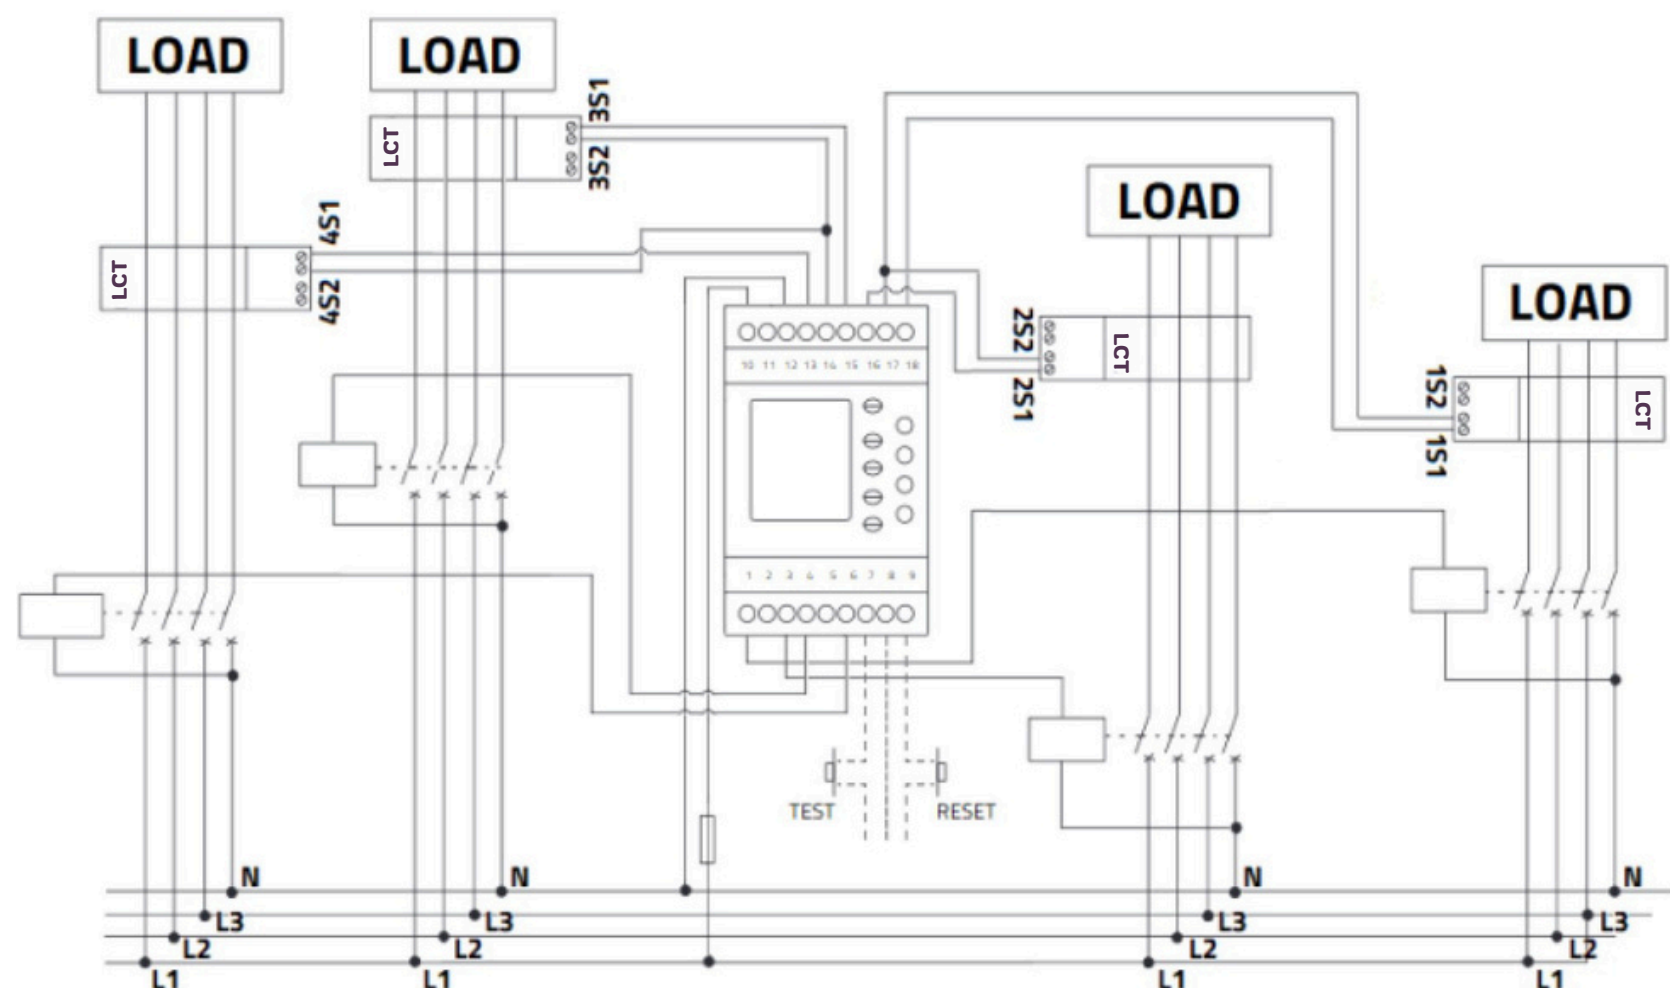 LOAD
LOAD
LCT
3S1
3S2
LOAD
LCT
4S1
4S2
LOAD
10 11 12 13 14 15 16 17 18
2S2
2S1
LCT
1S2
1S1
LCT
1 2 3 4 5 6 7 8 9
TEST
RESET
N
N
N
N
L3
L3
L3
L3
L2
L2
L2
L2
L1
L1
L1
L1